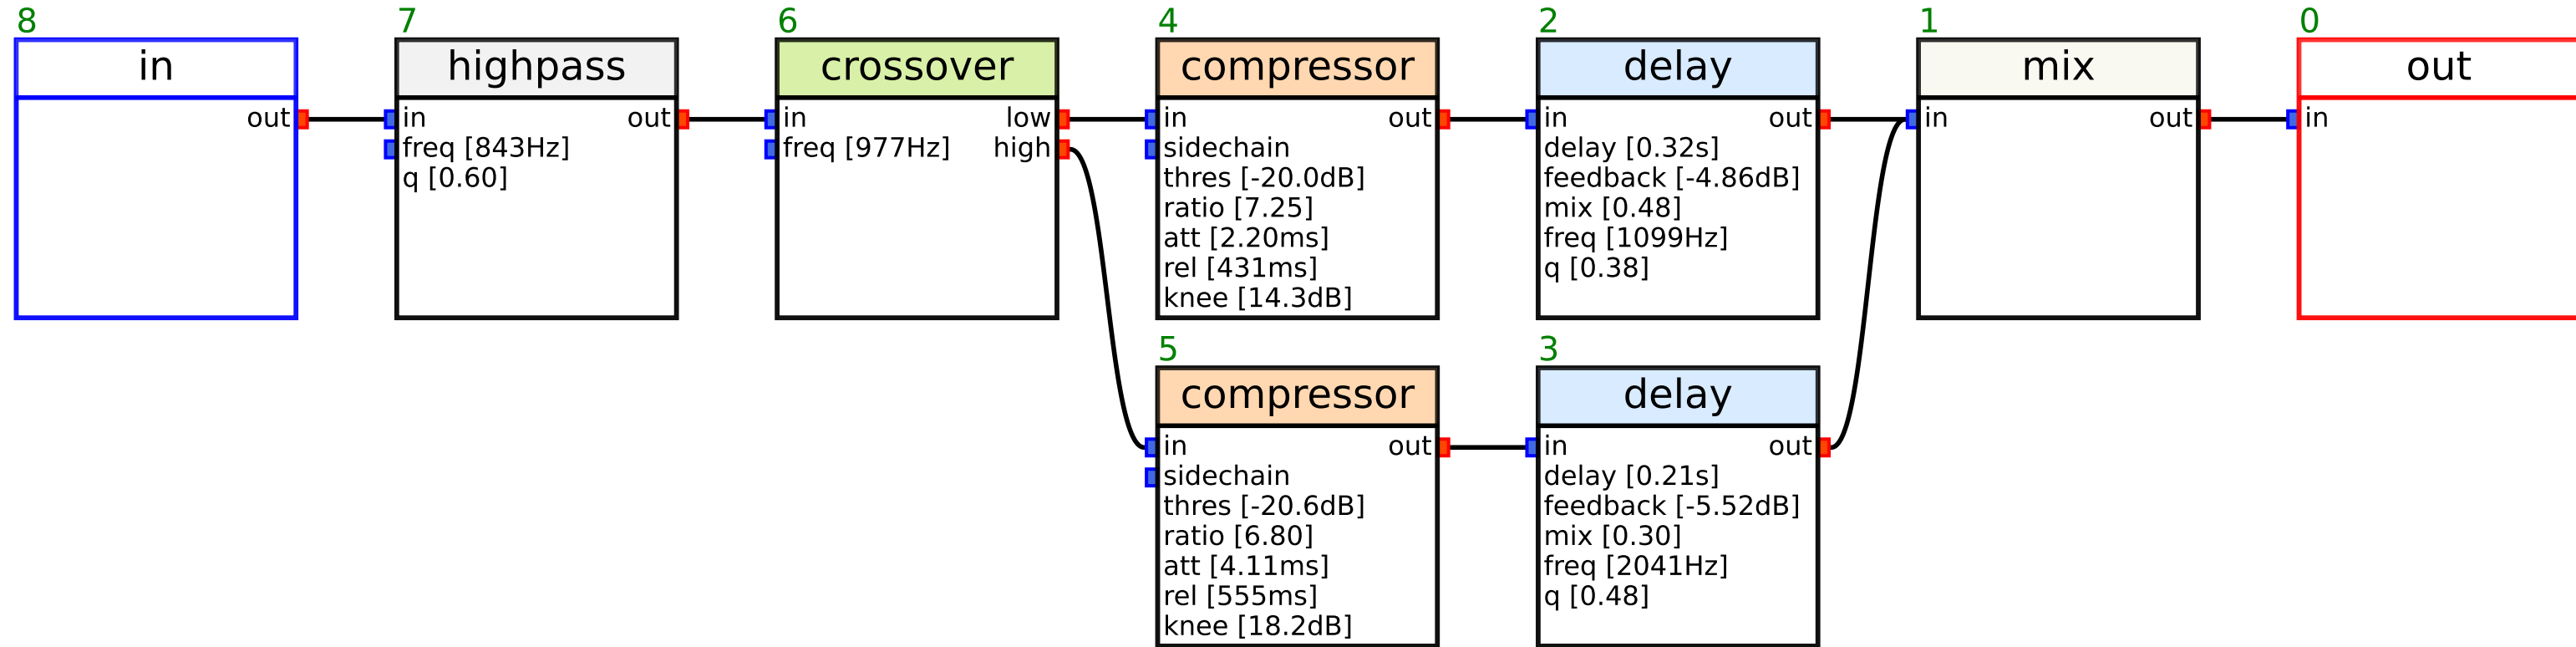 8
in
out
7
highpass
in out
freq [843Hz]
q [0.60]
6
crossover
in low
freq [977Hz] high
4
compressor
in out
sidechain
thres [-20.0dB]
ratio [7.25]
att [2.20ms]
rel [431ms]
knee [14.3dB]
2
delay
in out
delay [0.32s]
feedback [-4.86dB]
mix [0.48]
freq [1099Hz]
q [0.38]
1
mix
in out
0
out
in
5
compressor
in out
sidechain
thres [-20.6dB]
ratio [6.80]
att [4.11ms]
rel [555ms]
knee [18.2dB]
3
delay
in out
delay [0.21s]
feedback [-5.52dB]
mix [0.30]
freq [2041Hz]
q [0.48]